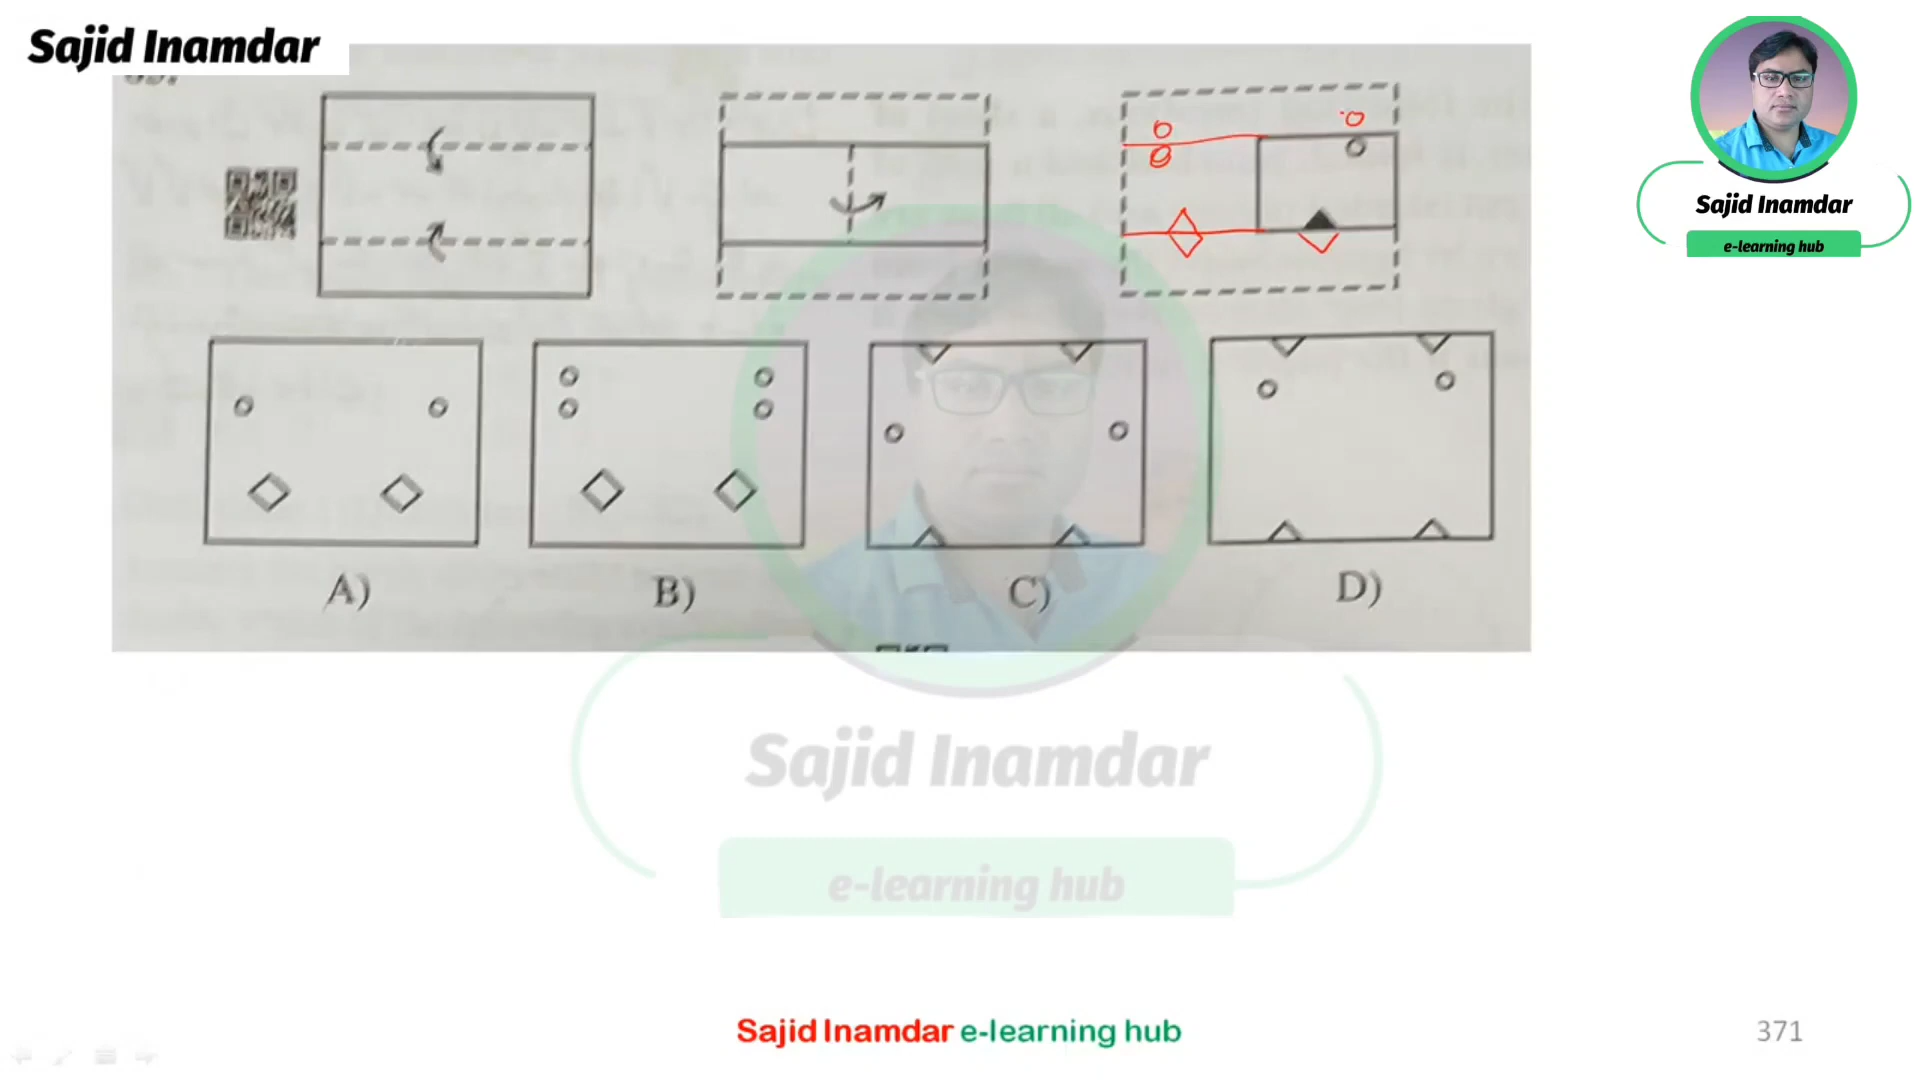 Sajid Inamdar
Sajid Inamdar
e-learning hub
A)
B)
C)
D)
Sajid Inamdar
e-learning hub
Sajid Inamdar e-learning hub
371